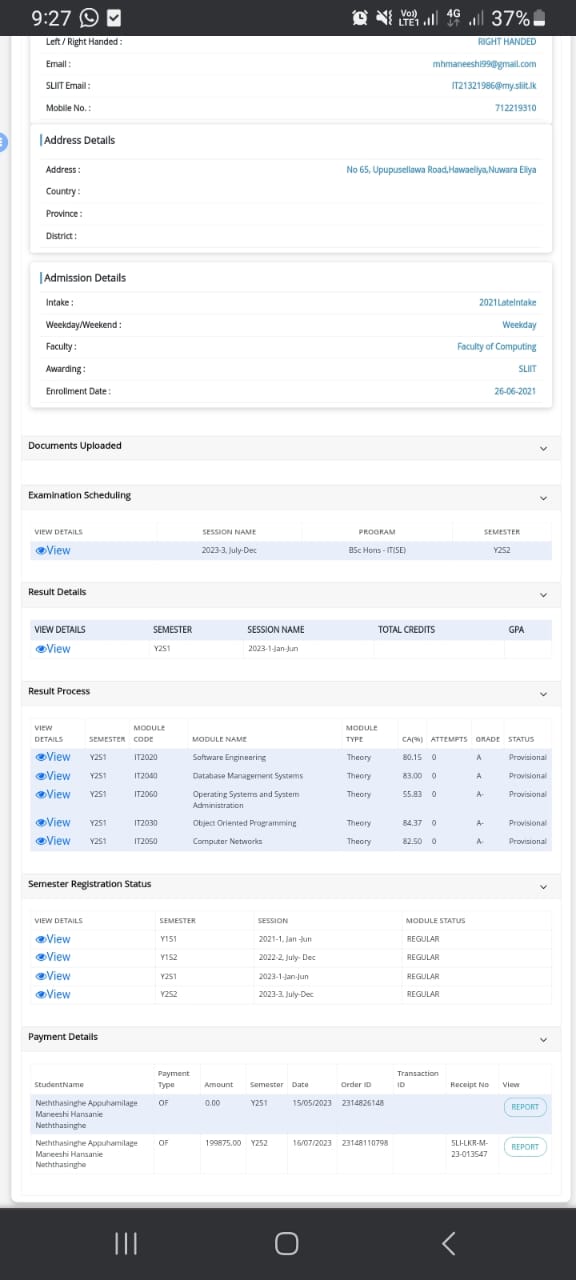 9:27
Vo))
LTE1
4G
37%
Left / Right Handed :
RIGHT HANDED
Email :
mhmaneeshi99@gmail.com
SLIIT Email :
IT21321986@my.sliit.lk
Mobile No. :
712219310
Address Details
Address :
No 65, Upupusellawa Road,Hawaeliya,Nuwara Eliya
Country :
Province :
District :
Admission Details
Intake :
2021LateIntake
Weekday/Weekend :
Weekday
Faculty :
Faculty of Computing
Awarding :
SLIIT
Enrollment Date :
26-06-2021
Documents Uploaded
Examination Scheduling
VIEW DETAILS SESSION NAME PROGRAM SEMESTER
View 2023-3, July-Dec BSc Hons - IT(SE) Y2S2
Result Details
VIEW DETAILS SEMESTER SESSION NAME TOTAL CREDITS GPA
View Y2S1 2023-1-Jan-Jun
Result Process
VIEW MODULE MODULE
DETAILS SEMESTER CODE MODULE NAME TYPE CA(%) ATTEMPTS GRADE STATUS
View Y2S1 IT2020 Software Engineering Theory 80.15 0 A Provisional
View Y2S1 IT2040 Database Management Systems Theory 83.00 0 A Provisional
View Y2S1 IT2060 Operating Systems and System Theory 55.83 0 A- Provisional
Administration
View Y2S1 IT2030 Object Oriented Programming Theory 84.37 0 A- Provisional
View Y2S1 IT2050 Computer Networks Theory 82.50 0 A- Provisional
Semester Registration Status
VIEW DETAILS SEMESTER SESSION MODULE STATUS
View Y1S1 2021-1, Jan -Jun REGULAR
View Y1S2 2022-2, July- Dec REGULAR
View Y2S1 2023-1-Jan-Jun REGULAR
View Y2S2 2023-3, July-Dec REGULAR
Payment Details
Payment Transaction
StudentName Type Amount Semester Date Order ID ID Receipt No View
Neththasinghe Appuhamilage OF 0.00 Y2S1 15/05/2023 2314826148 REPORT
Maneeshi Hansanie
Neththasinghe
Neththasinghe Appuhamilage OF 199875.00 Y2S2 16/07/2023 23148110798 SLI-LKR-M- REPORT
Maneeshi Hansanie 23-013547
Neththasinghe